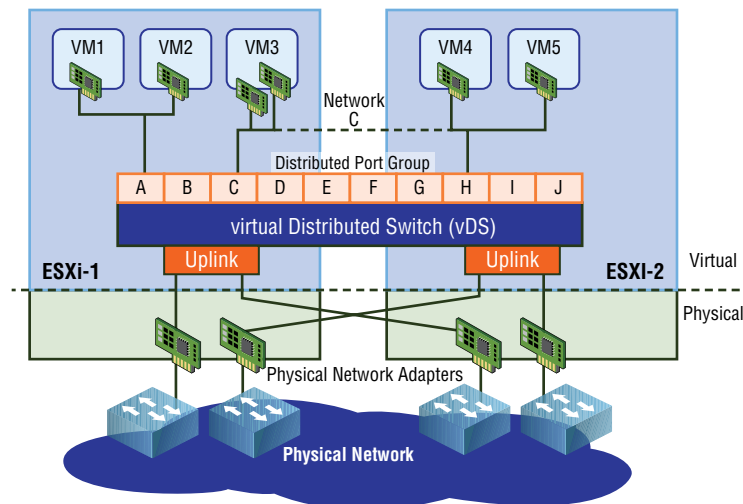 VM1 VM2 VM3 VM4 VM5
Network
C
Distributed Port Group
A B C D E F G H I J
virtual Distributed Switch (vDS)
Uplink Uplink
ESXi-1 ESXI-2
Virtual
Physical
Physical Network Adapters
Physical Network